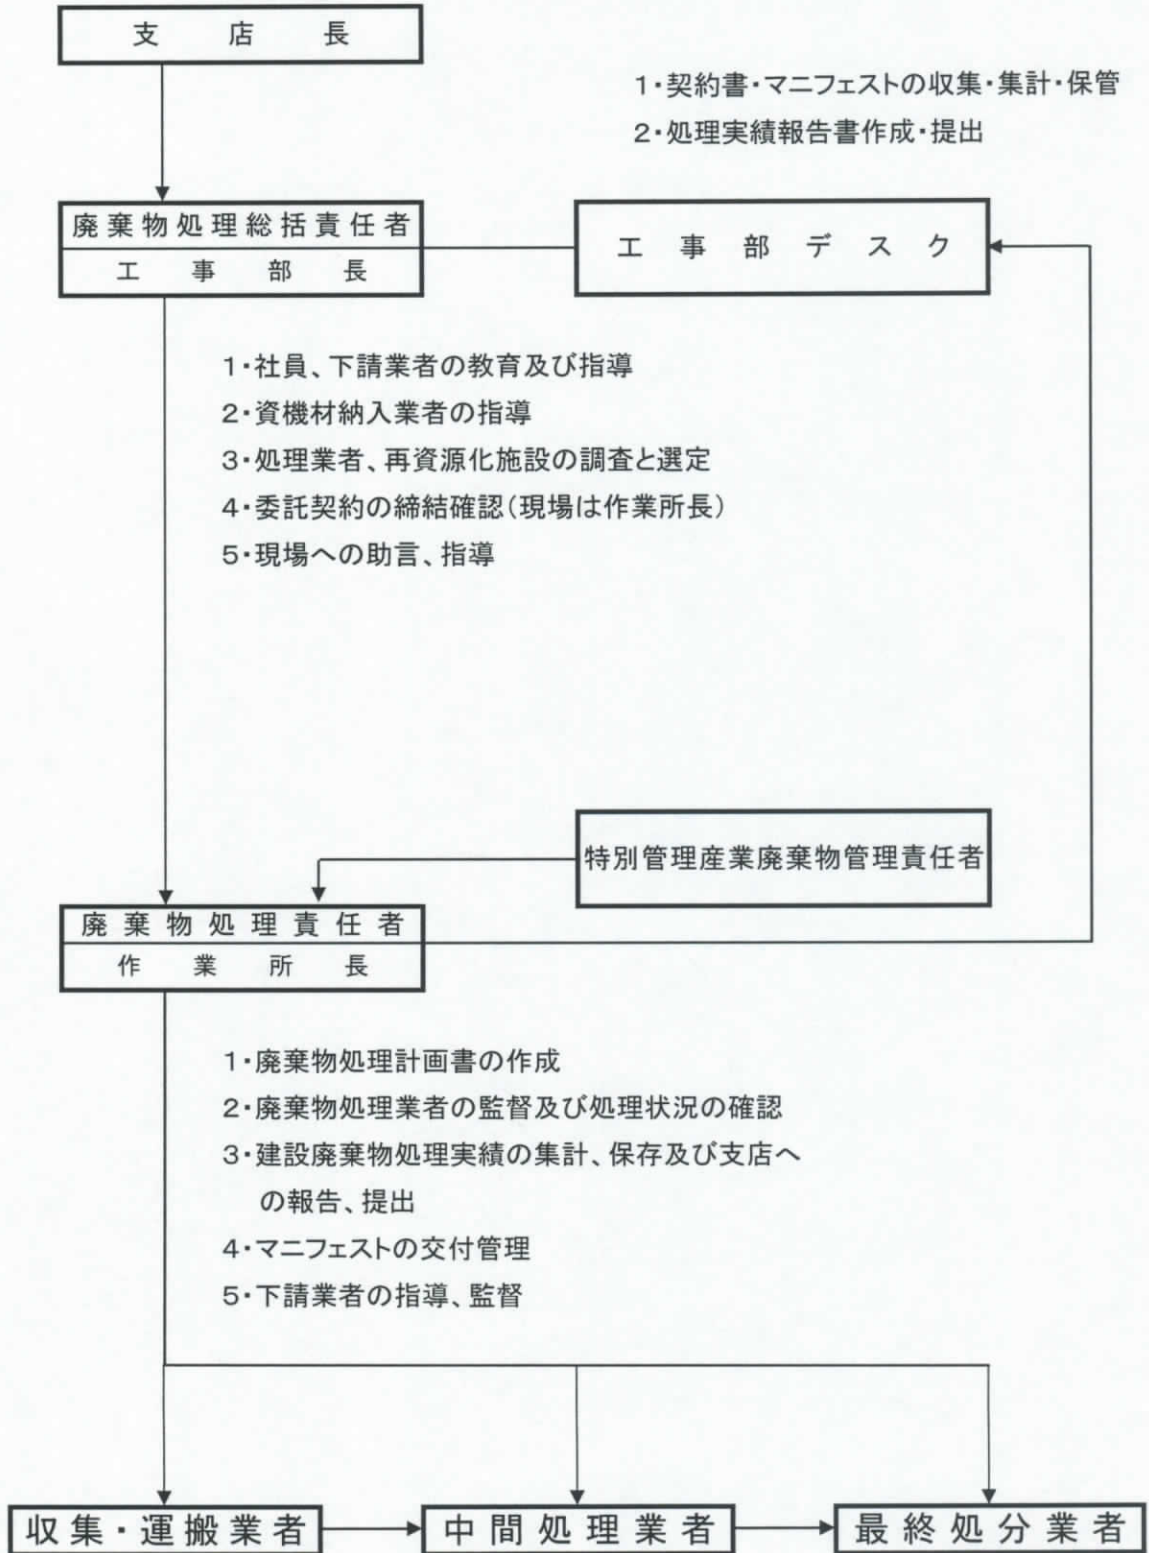 支店長
1・契約書・マニフェストの収集・集計・保管
2・処理実績報告書作成・提出
廃棄物処理総括責任者
工事部長
工事部デスク
1・社員、下請業者の教育及び指導
2・資機材納入業者の指導
3・処理業者、再資源化施設の調査と選定
4・委託契約の締結確認(現場は作業所長)
5・現場への助言、指導
特別管理産業廃棄物管理責任者
廃棄物処理責任者
作業所長
1・廃棄物処理計画書の作成
2・廃棄物処理業者の監督及び処理状況の確認
3・建設廃棄物処理実績の集計、保存及び支店へ
の報告、提出
4・マニフェストの交付管理
5・下請業者の指導、監督
収集・運搬業者
中間処理業者
最終処分業者